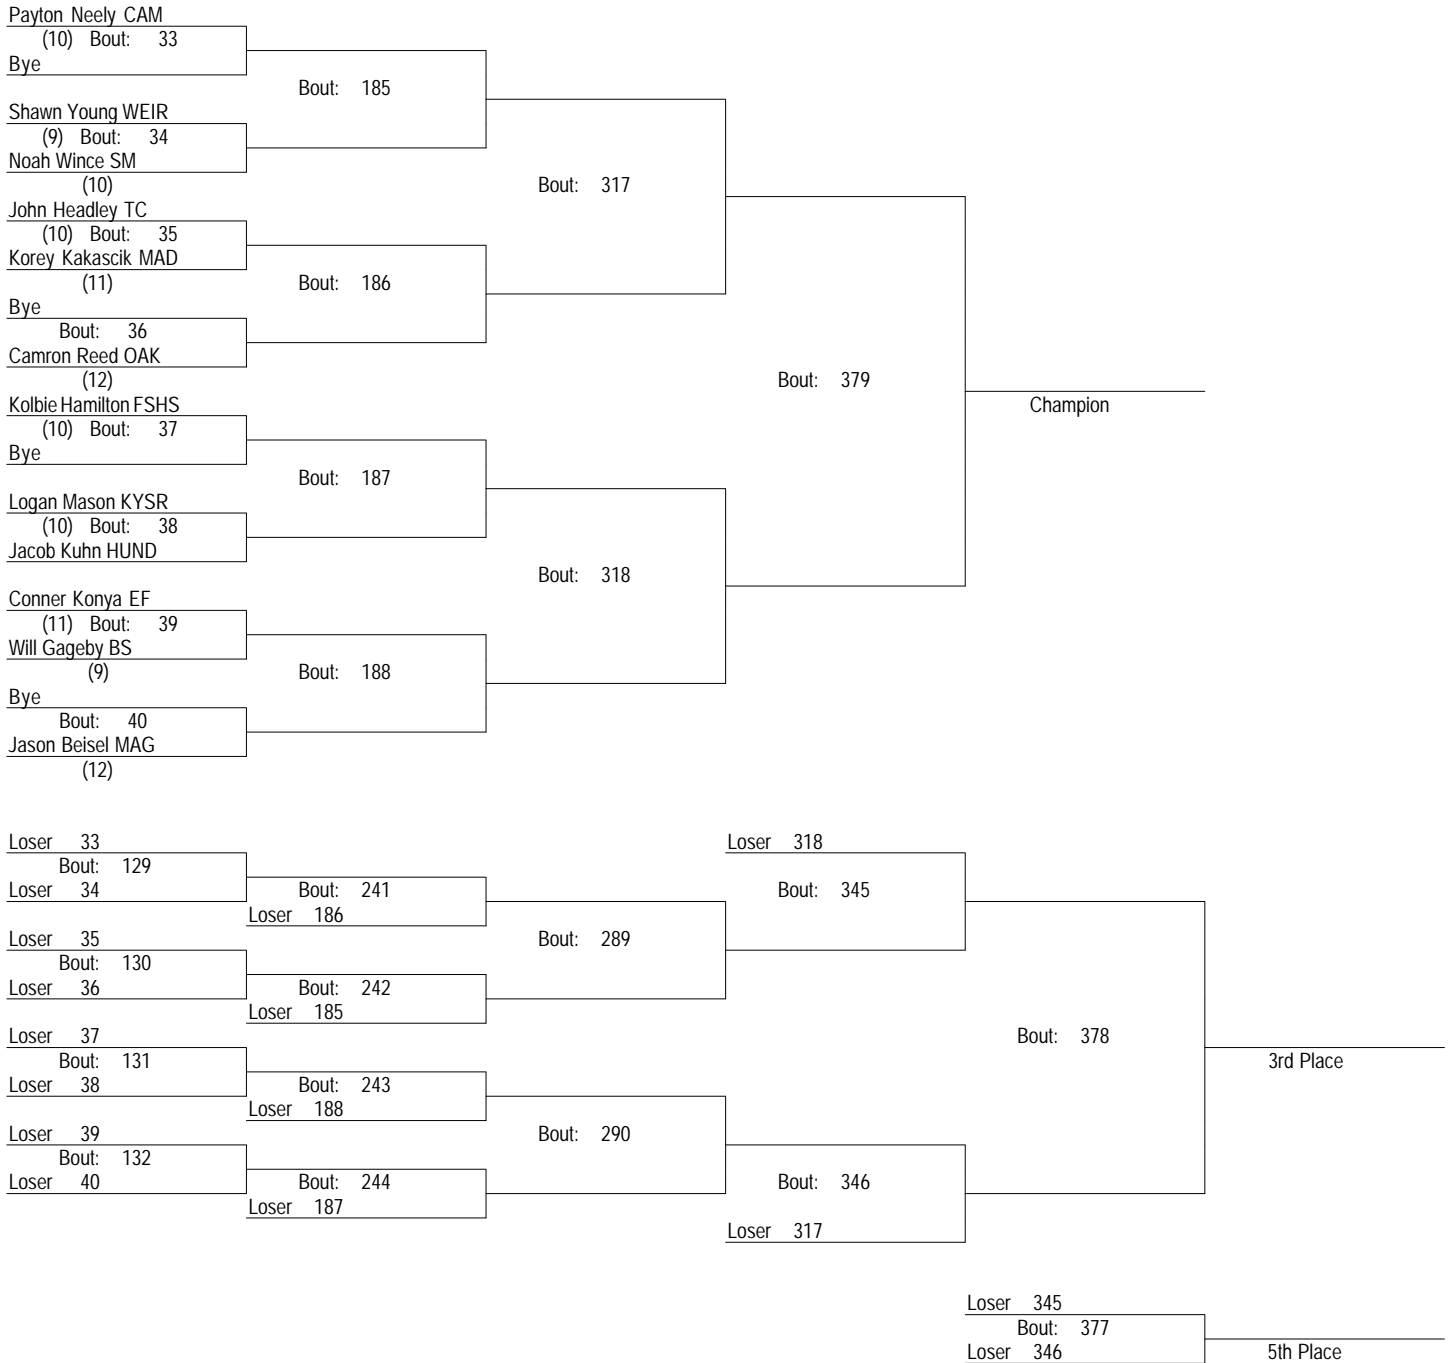 Payton Neely CAM
(10) Bout: 33
Bye
Bout: 185
Shawn Young WEIR
(9) Bout: 34
Noah Wince SM
(10)
Bout: 317
John Headley TC
(10) Bout: 35
Korey Kakascik MAD
(11)
Bout: 186
Bye
Bout: 36
Camron Reed OAK
(12)
Bout: 379
Champion
Kolbie Hamilton FSHS
(10) Bout: 37
Bye
Bout: 187
Logan Mason KYSR
(10) Bout: 38
Jacob Kuhn HUND
Bout: 318
Conner Konya EF
(11) Bout: 39
Will Gageby BS
(9)
Bout: 188
Bye
Bout: 40
Jason Beisel MAG
(12)
Loser 33
Bout: 129
Loser 34
Bout: 241
Loser 186
Loser 318
Bout: 345
Loser 35
Bout: 130
Loser 36
Bout: 289
Bout: 242
Loser 185
Loser 37
Bout: 131
Loser 38
Bout: 378
3rd Place
Bout: 243
Loser 188
Loser 39
Bout: 132
Loser 40
Bout: 290
Bout: 244
Loser 187
Bout: 346
Loser 317
Loser 345
Bout: 377
Loser 346
5th Place